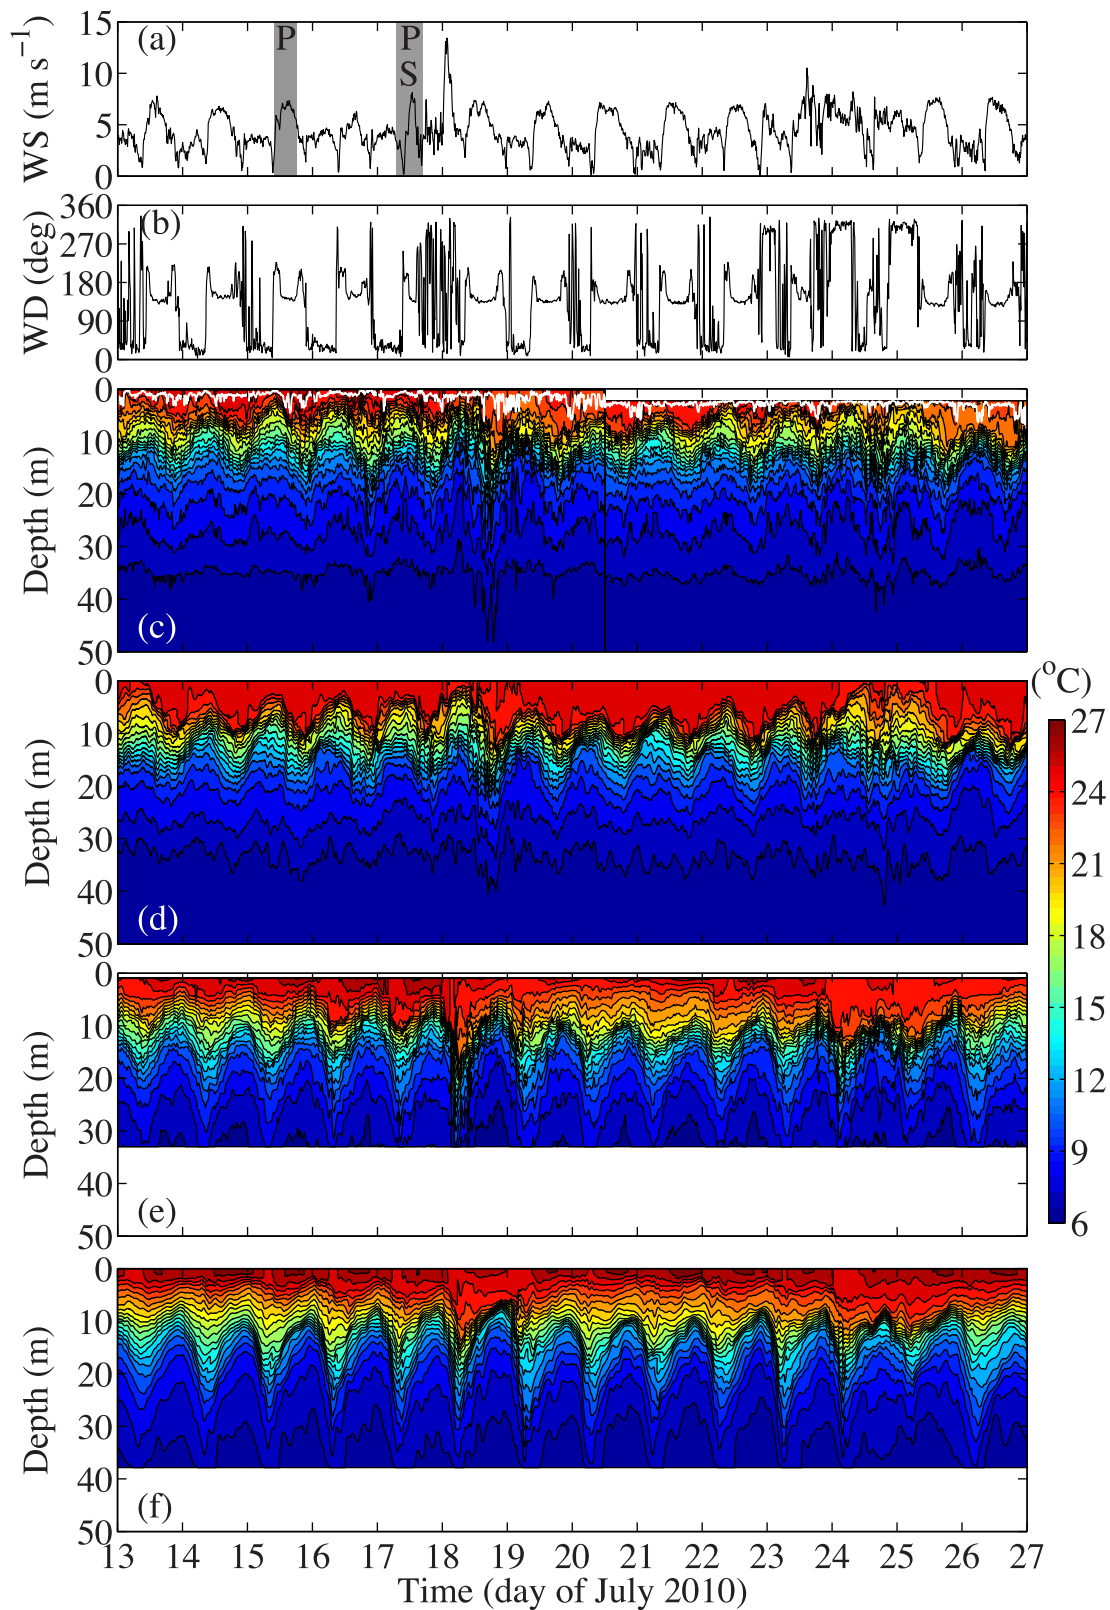 15
10
5
0
WS (m s⁻¹)
(a)
P
P
S
360
270
180
90
0
WD (deg)
(b)
0
10
20
30
40
50
Depth (m)
(c)
0
10
20
30
40
50
Depth (m)
(d)
(°C)
27
24
21
18
15
12
9
6
0
10
20
30
40
50
Depth (m)
(e)
0
10
20
30
40
50
Depth (m)
(f)
13 14 15 16 17 18 19 20 21 22 23 24 25 26 27
Time (day of July 2010)